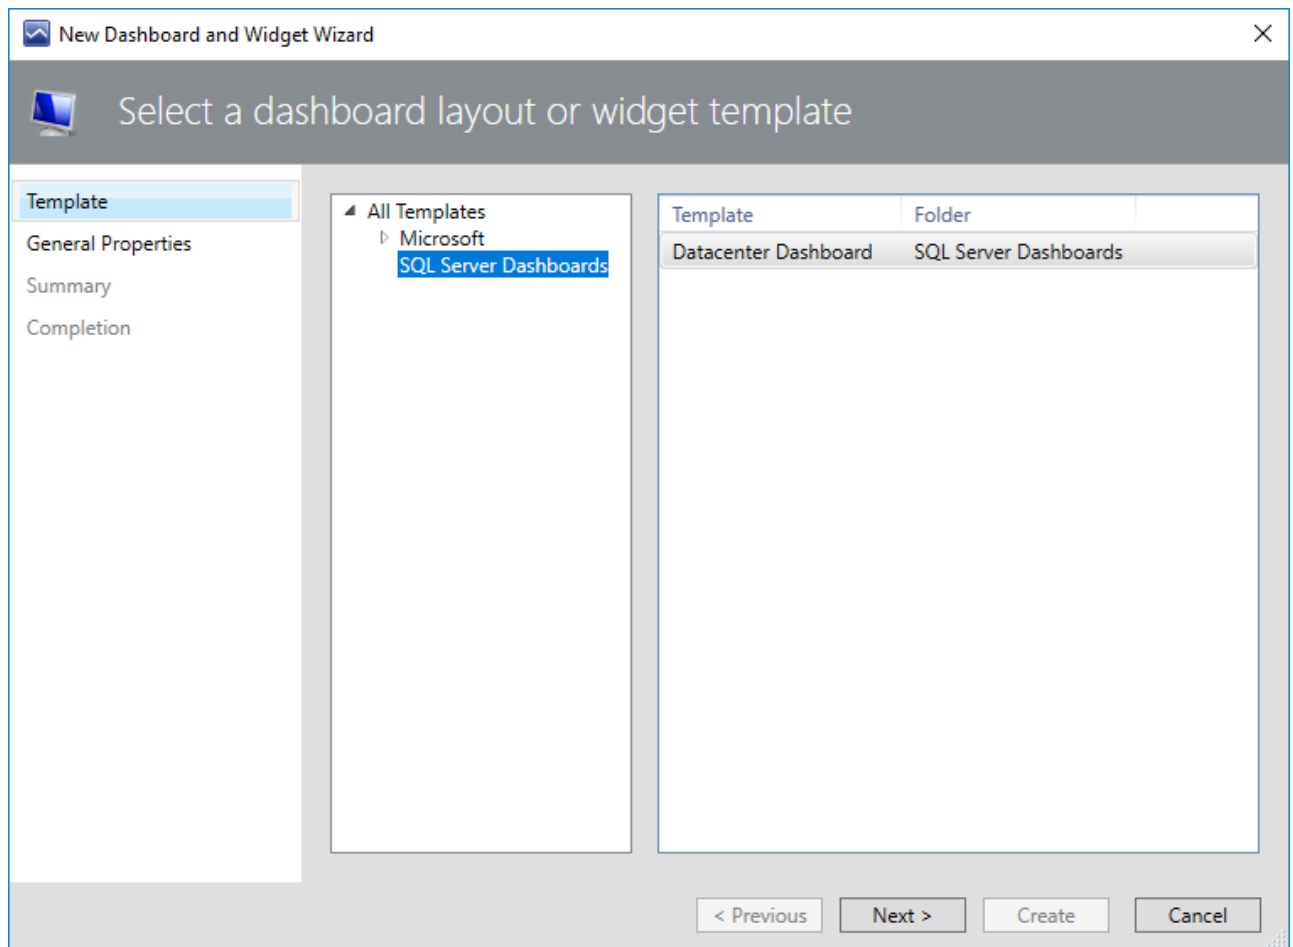 New Dashboard and Widget Wizard
Select a dashboard layout or widget template
Template
General Properties
Summary
Completion
All Templates
Microsoft
SQL Server Dashboards
Template Folder
Datacenter Dashboard SQL Server Dashboards
< Previous Next > Create Cancel